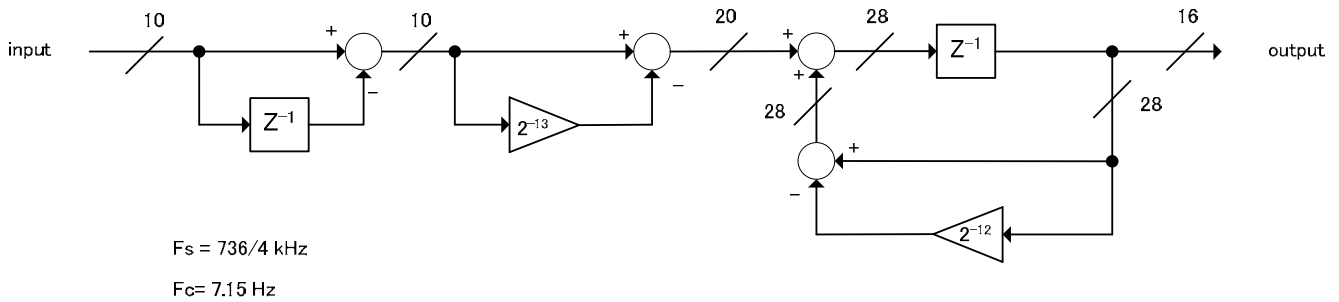 10 10 20 28 16
input + + + Z⁻¹ output
− − +
Z⁻¹ 2⁻¹³ 28 28
+
−
2⁻¹²
Fs = 736/4 kHz
Fc= 7.15 Hz